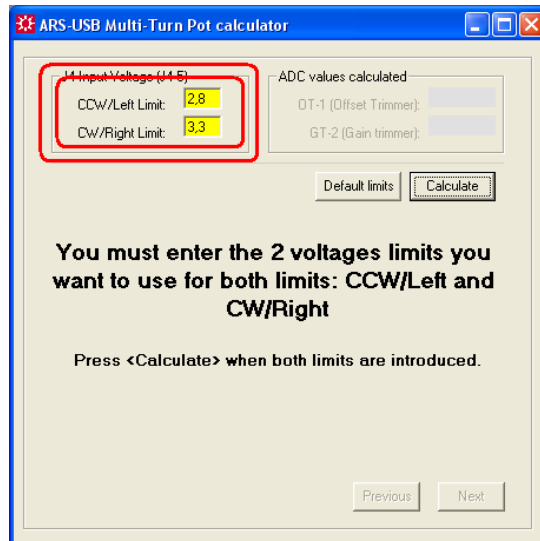 ARS-USB Multi-Turn Pot calculator
J4 Input Voltage (J4-5)
CCW/Left Limit: 2,8
CW/Right Limit: 3,3
ADC values calculated
OT-1 (Offset Trimmer):
GT-2 (Gain trimmer):
Default limits Calculate
You must enter the 2 voltages limits you
want to use for both limits: CCW/Left and
CW/Right
Press <Calculate> when both limits are introduced.
Previous Next